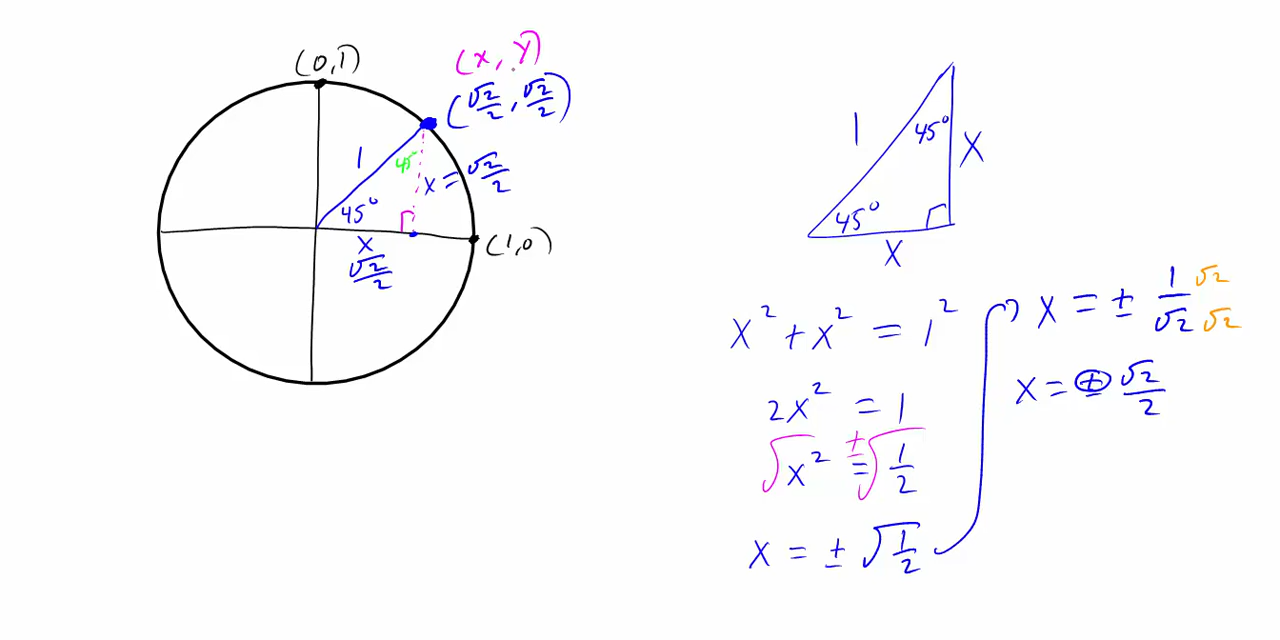 (0,1)
(x, y)
(√2/2, √2/2)
1
45°
45°
x = √2/2
x
√2/2
(1,0)
1
45°
x
45°
x
x² + x² = 1²
2x² = 1
√x² ±= √1/2
x = ± √1/2
x = ± 1/√2 √2/√2
x = ± √2/2